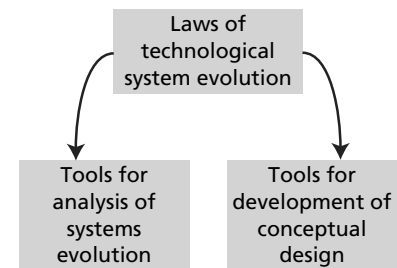 Laws of
technological
system evolution
Tools for
analysis of
systems
evolution
Tools for
development of
conceptual
design